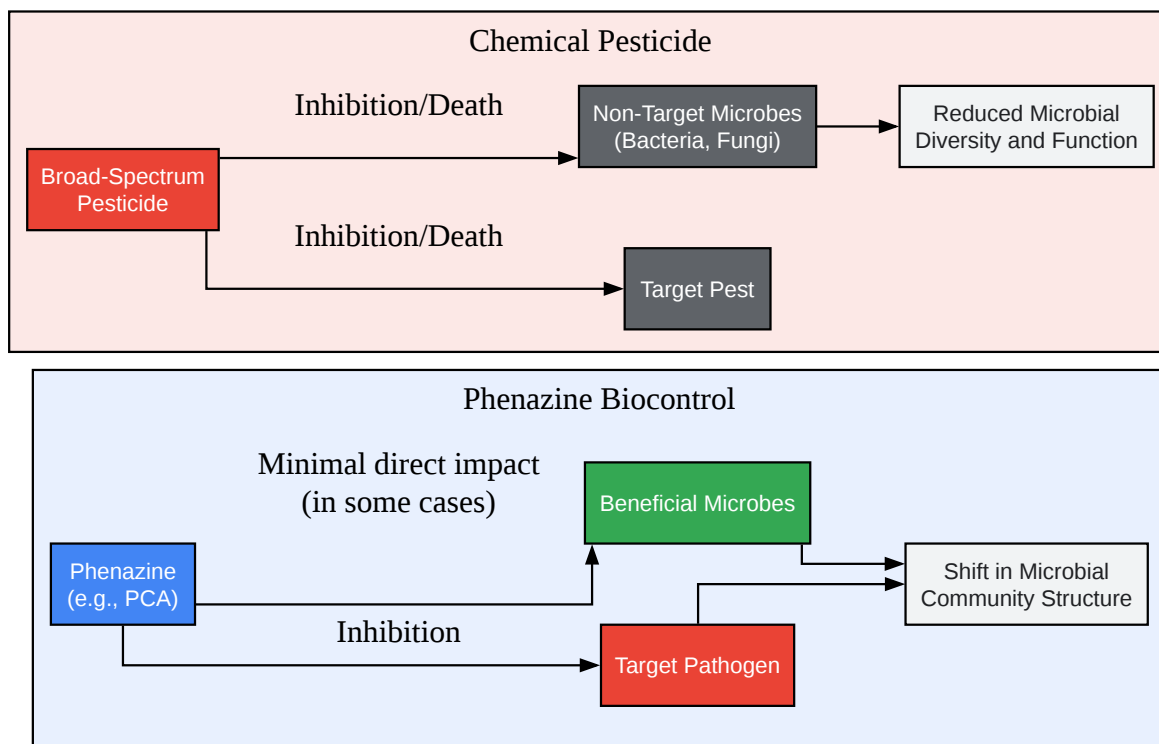 Chemical Pesticide
Inhibition/Death
Non-Target Microbes
(Bacteria, Fungi)
Reduced Microbial
Diversity and Function
Broad-Spectrum
Pesticide
Inhibition/Death
Target Pest
Phenazine Biocontrol
Minimal direct impact
(in some cases)
Beneficial Microbes
Phenazine
(e.g., PCA)
Shift in Microbial
Community Structure
Inhibition
Target Pathogen